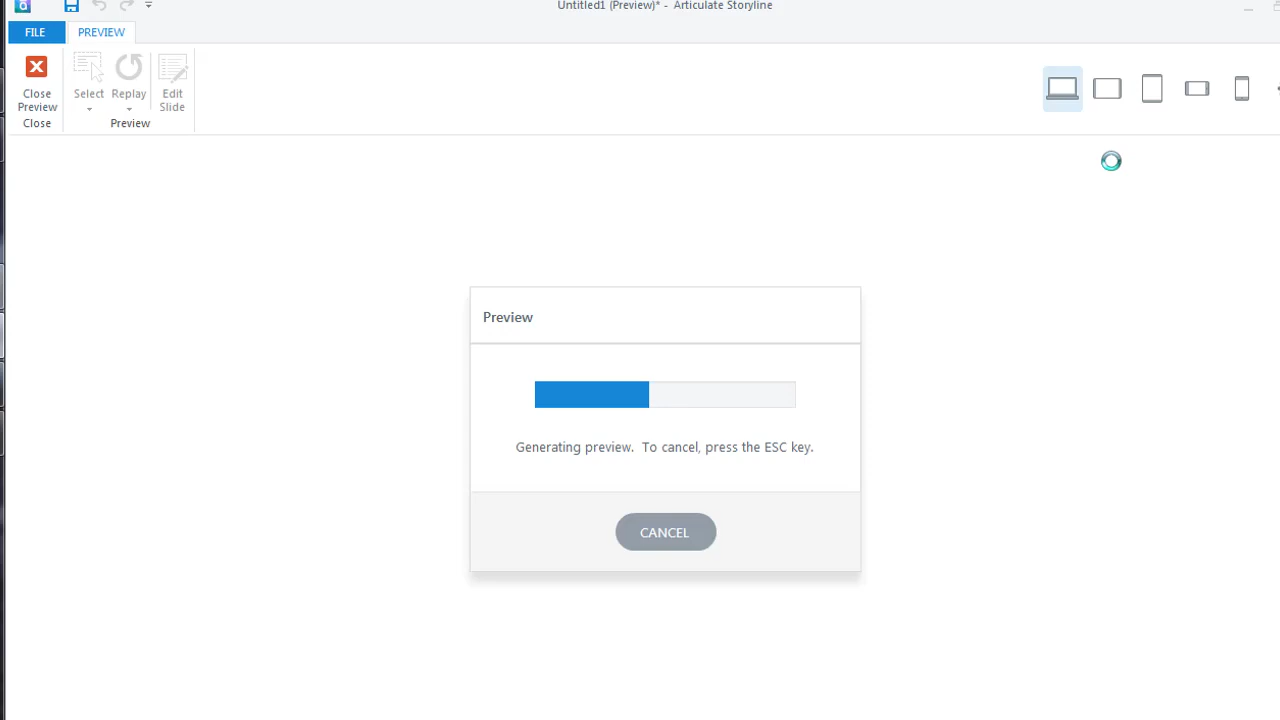 Untitled1 (Preview)* - Articulate Storyline
FILE
PREVIEW
Close
Preview
Select
Replay
Edit
Slide
Close
Preview
Preview
Generating preview. To cancel, press the ESC key.
CANCEL